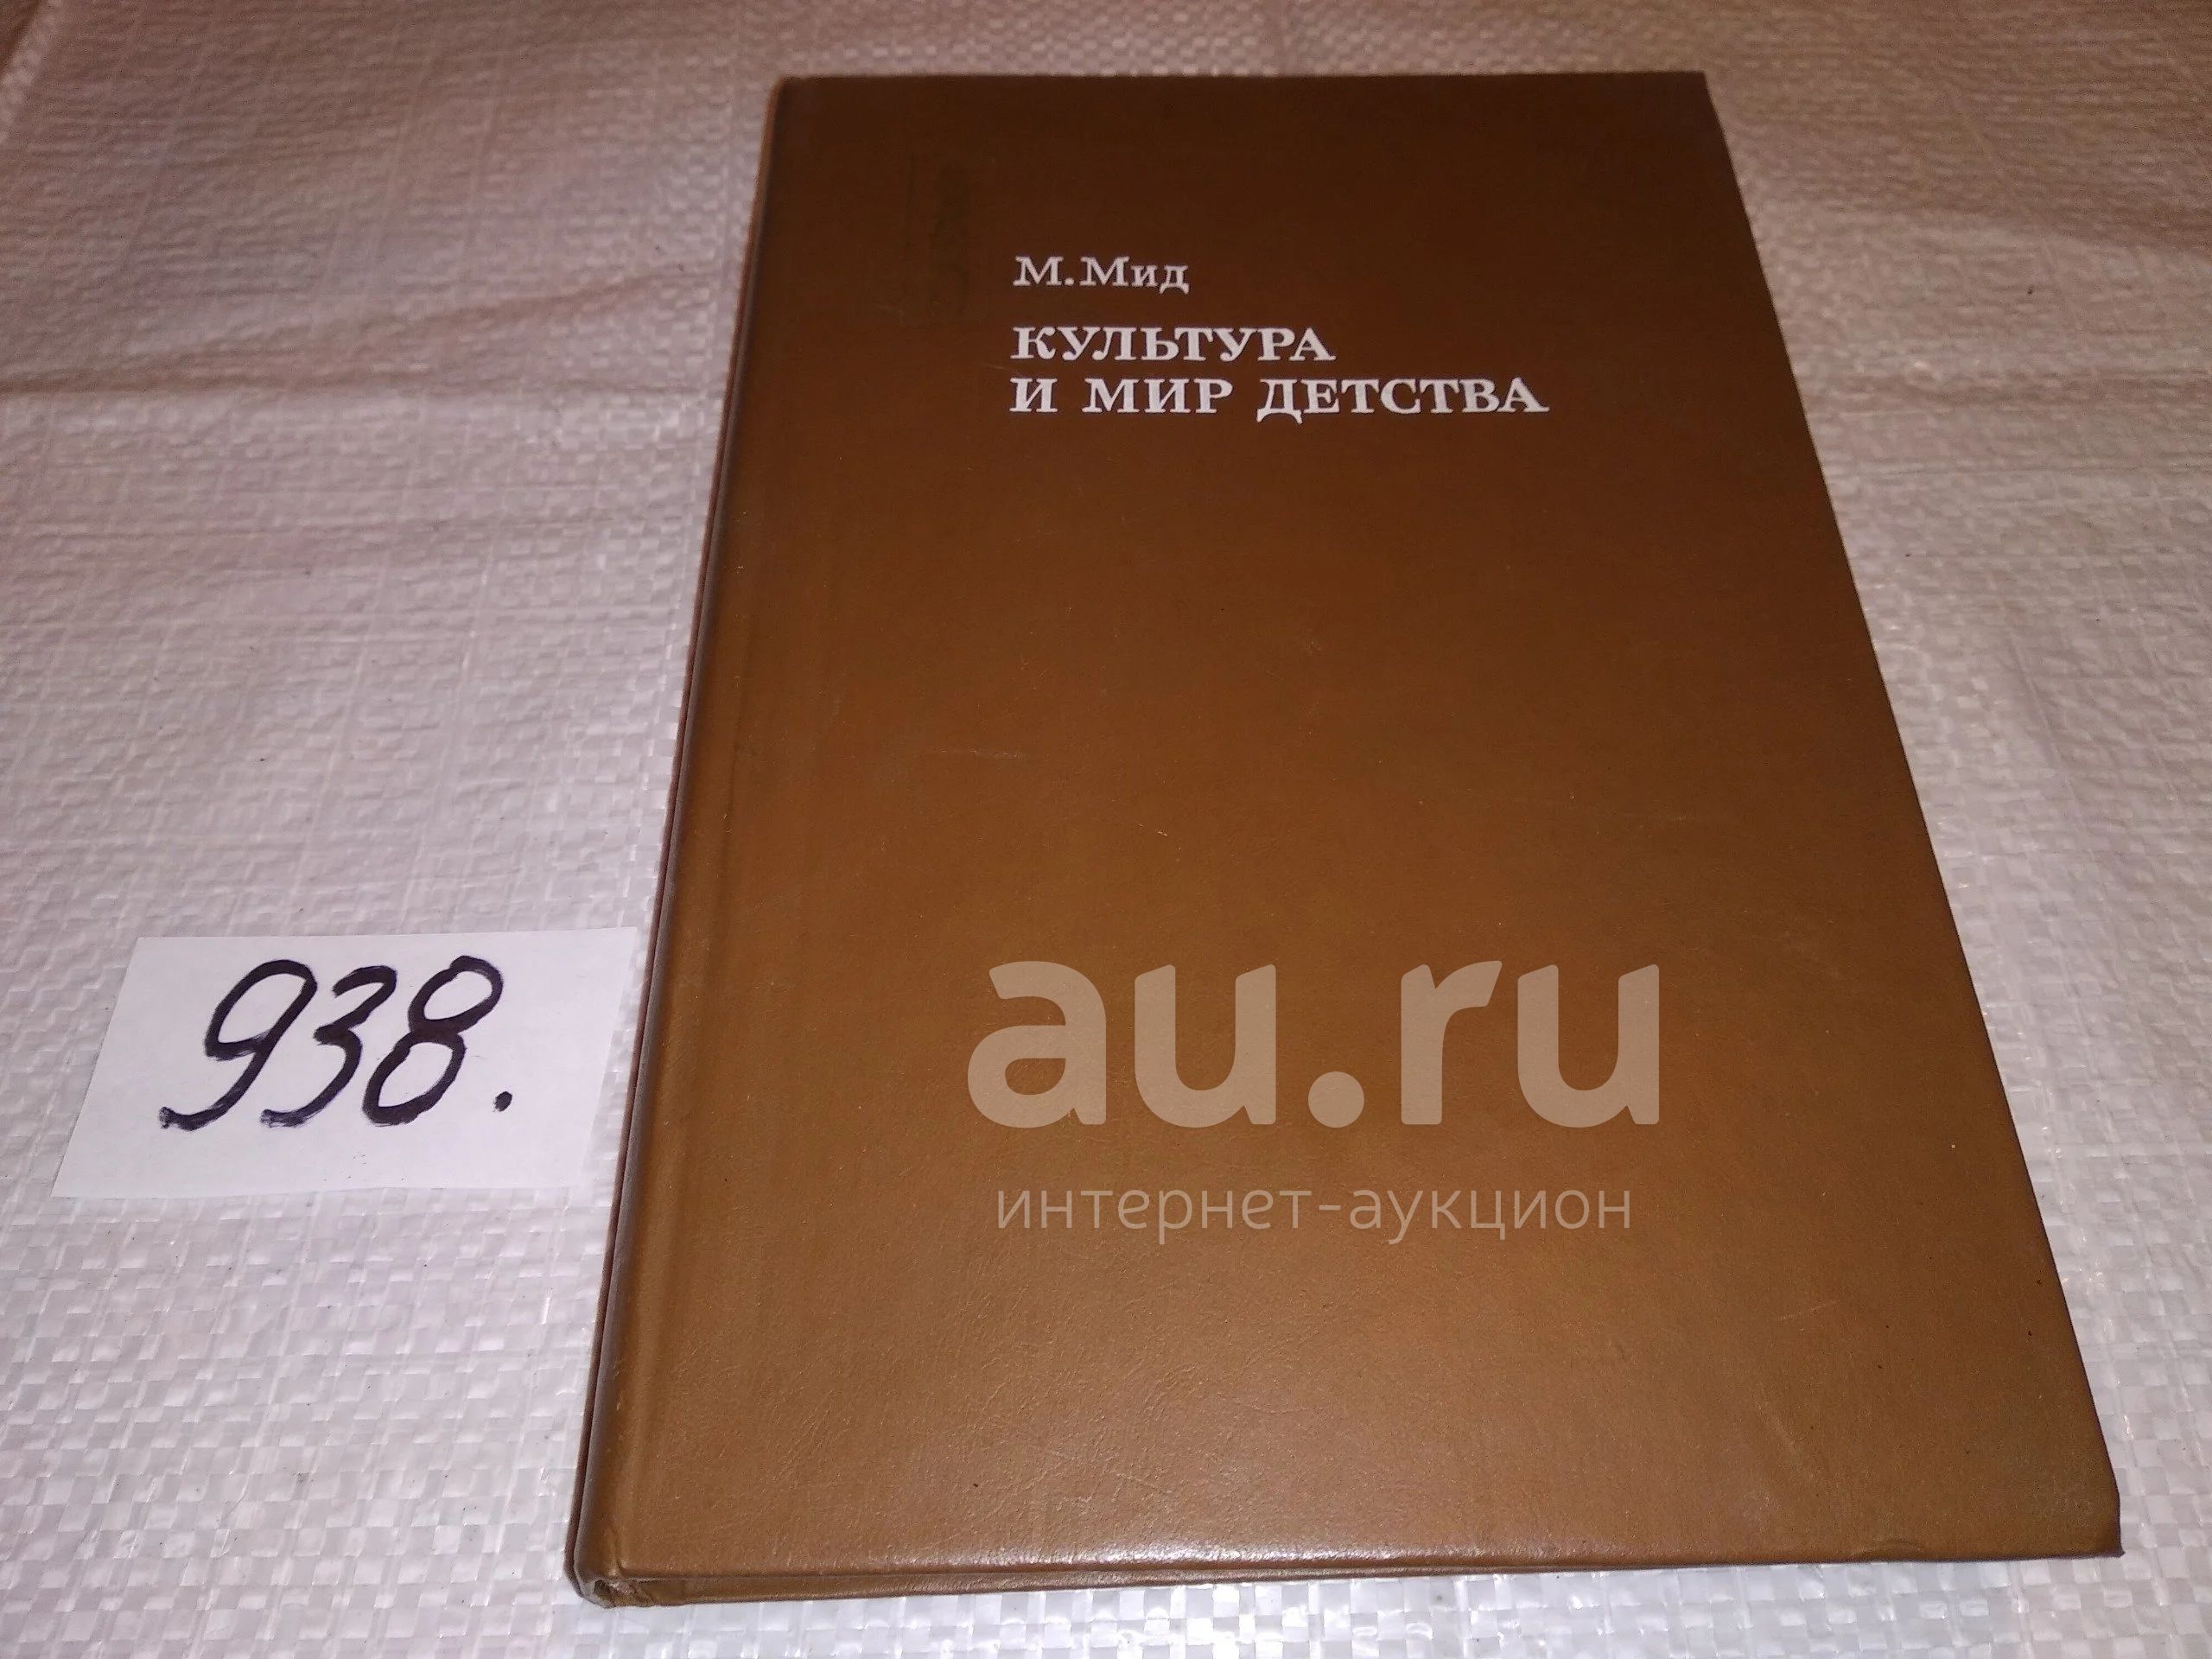 М. Мид
КУЛЬТУРА
И МИР ДЕТСТВА
938.
au.ru
интернет-аукцион